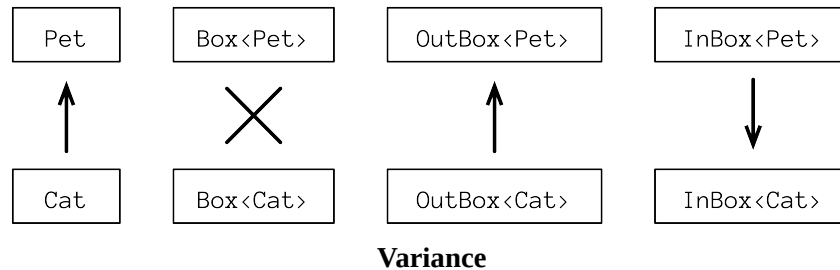 Pet Box<Pet> OutBox<Pet> InBox<Pet>
Cat Box<Cat> OutBox<Cat> InBox<Cat>
Variance